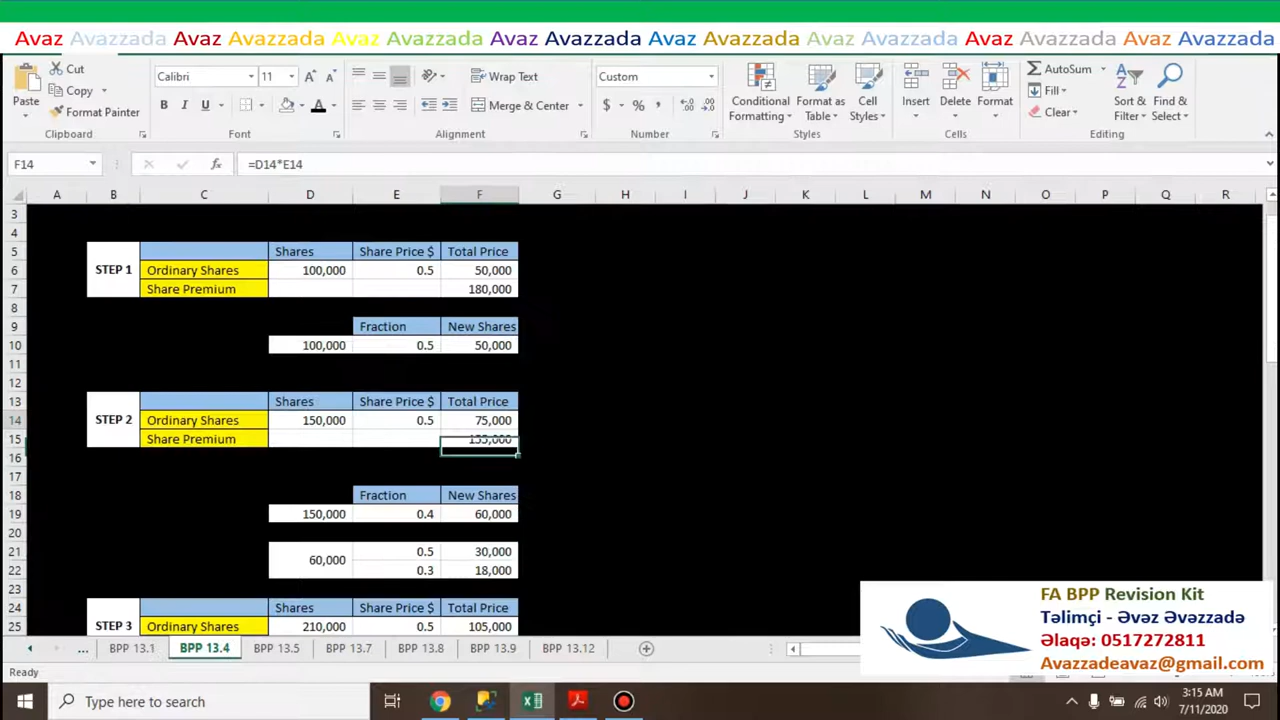 Avaz Avazzada Avaz Avazzada Avaz Avazzada Avaz Avazzada Avaz Avazzada Avaz Avazzada Avaz Avazzada Avaz Avazzada
Cut
Copy
Format Painter
Paste
Clipboard
Calibri 11
B I U
Font
Wrap Text
Merge & Center
Alignment
Custom
$ % ,
Number
Conditional Formatting
Format as Table
Cell Styles
Styles
Insert Delete Format
Cells
AutoSum
Fill
Clear
Sort & Filter
Find & Select
Editing
F14 fx =D14*E14
A B C D E F G H I J K L M N O P Q R
3
4
5 Shares Share Price $ Total Price
STEP 1
6 Ordinary Shares 100,000 0.5 50,000
7 Share Premium 180,000
8
9 Fraction New Shares
10 100,000 0.5 50,000
11
12
13 Shares Share Price $ Total Price
STEP 2
14 Ordinary Shares 150,000 0.5 75,000
15 Share Premium 155,000
16
17
18 Fraction New Shares
19 150,000 0.4 60,000
20
21 0.5 30,000
60,000
22 0.3 18,000
23
24 Shares Share Price $ Total Price
25 STEP 3 Ordinary Shares 210,000 0.5 105,000
FA BPP Revision Kit
Təlimçi - Əvəz Əvəzzadə
Əlaqə: 0517272811
Avazzadeavaz@gmail.com
... BPP 13.1 BPP 13.4 BPP 13.5 BPP 13.7 BPP 13.8 BPP 13.9 BPP 13.12
Ready
Type here to search
3:15 AM
7/11/2020